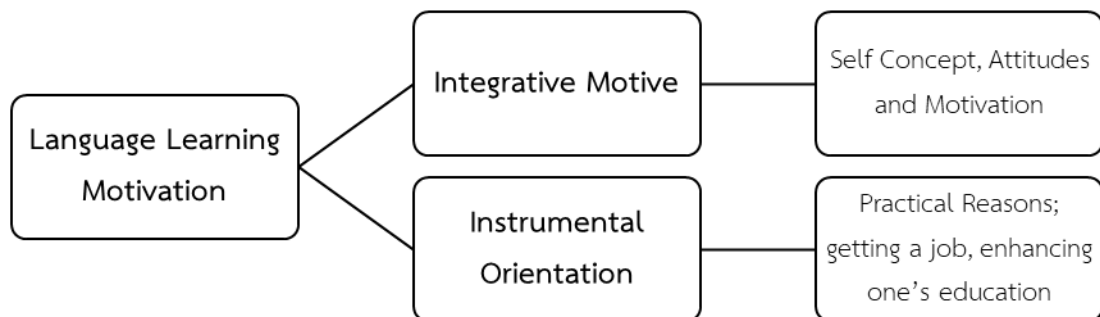 Language Learning
Motivation
Integrative Motive
Self Concept, Attitudes
and Motivation
Instrumental
Orientation
Practical Reasons;
getting a job, enhancing
one's education